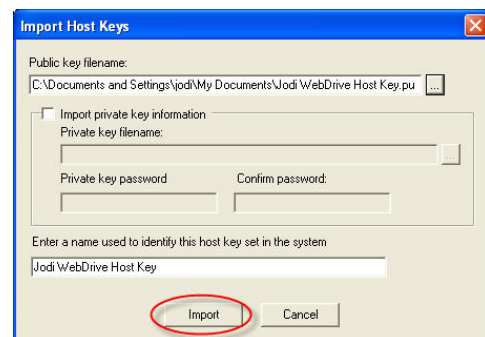 Import Host Keys
Public key filename:
C:\Documents and Settings\jodi\My Documents\Jodi WebDrive Host Key.pu ...
Import private key information
Private key filename:
...
Private key password Confirm password:
Enter a name used to identify this host key set in the system
Jodi WebDrive Host Key
Import Cancel